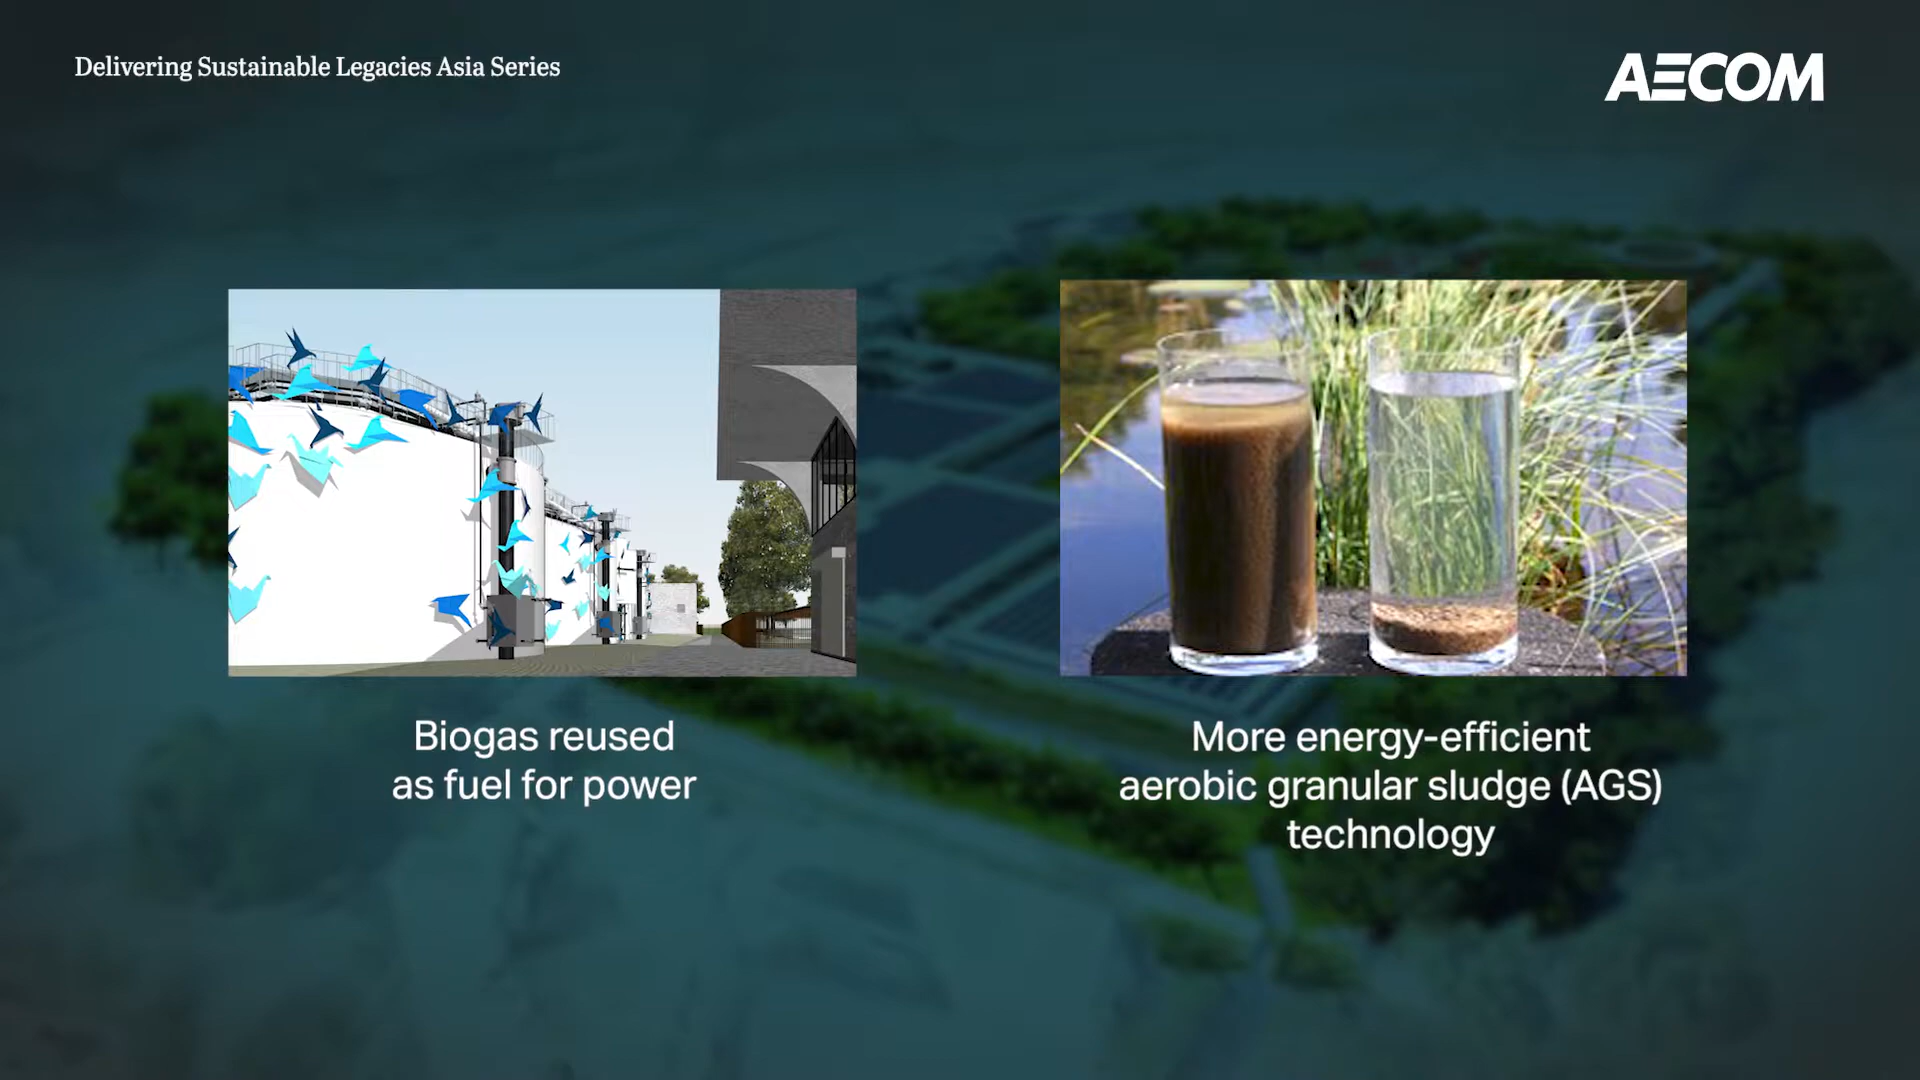 Delivering Sustainable Legacies Asia Series
AECOM
Biogas reused
as fuel for power
More energy-efficient
aerobic granular sludge (AGS)
technology